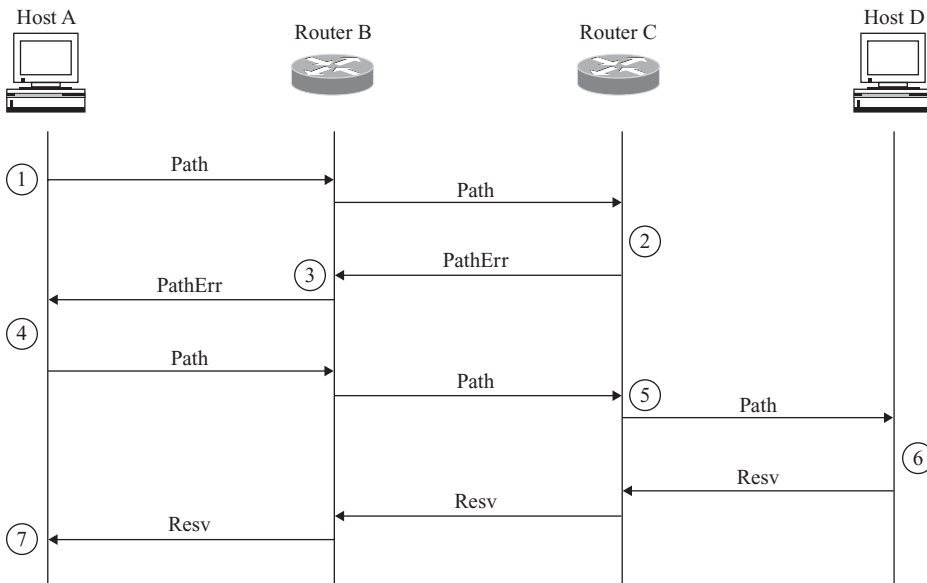 Host A
Router B
Router C
Host D
1
Path
Path
2
3
PathErr
PathErr
4
Path
Path
5
Path
6
Resv
Resv
7
Resv